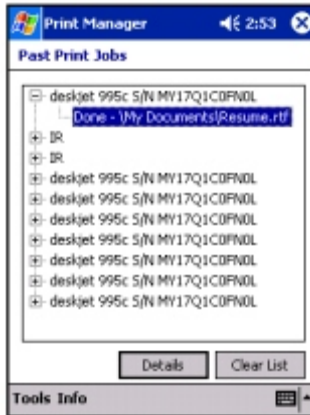 Print Manager 2:53
Past Print Jobs
deskjet 995c S/N MY17Q1C0FN0L
Done - \My Documents\Resume.rtf
IR
IR
deskjet 995c S/N MY17Q1C0FN0L
deskjet 995c S/N MY17Q1C0FN0L
deskjet 995c S/N MY17Q1C0FN0L
deskjet 995c S/N MY17Q1C0FN0L
deskjet 995c S/N MY17Q1C0FN0L
deskjet 995c S/N MY17Q1C0FN0L
deskjet 995c S/N MY17Q1C0FN0L
Details Clear List
Tools Info